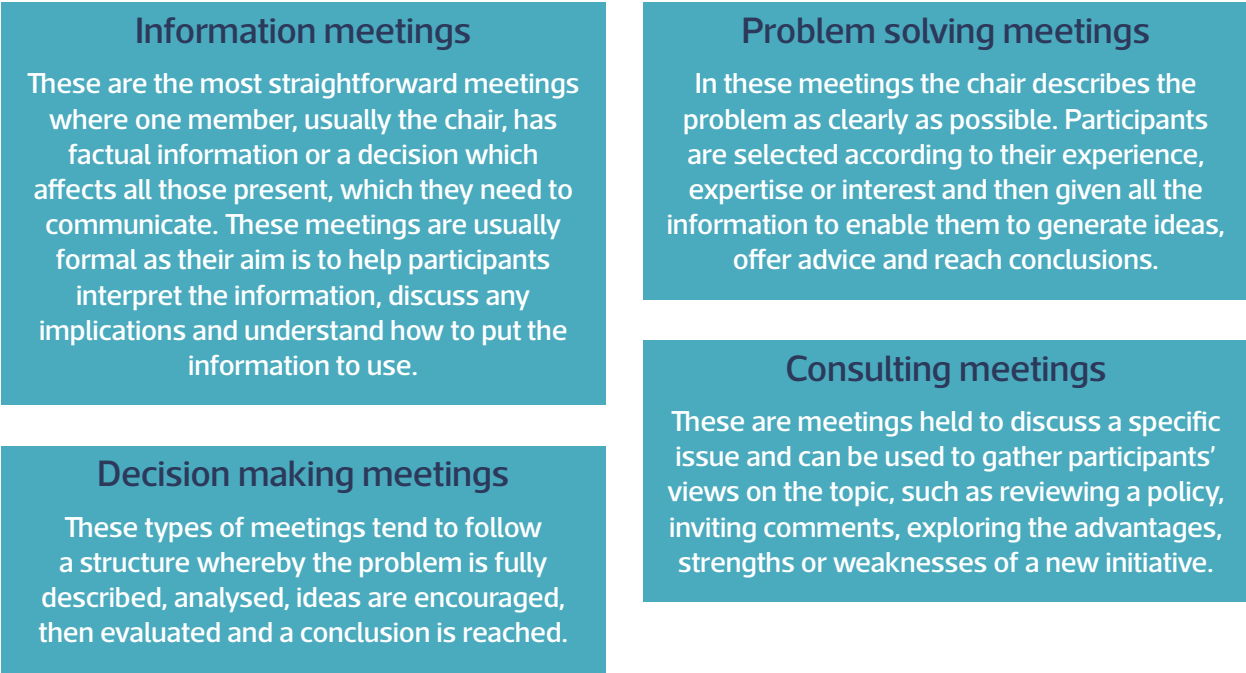 Information meetings
These are the most straightforward meetings
where one member, usually the chair, has
factual information or a decision which
affects all those present, which they need to
communicate. These meetings are usually
formal as their aim is to help participants
interpret the information, discuss any
implications and understand how to put the
information to use.
Problem solving meetings
In these meetings the chair describes the
problem as clearly as possible. Participants
are selected according to their experience,
expertise or interest and then given all the
information to enable them to generate ideas,
offer advice and reach conclusions.
Decision making meetings
These types of meetings tend to follow
a structure whereby the problem is fully
described, analysed, ideas are encouraged,
then evaluated and a conclusion is reached.
Consulting meetings
These are meetings held to discuss a specific
issue and can be used to gather participants’
views on the topic, such as reviewing a policy,
inviting comments, exploring the advantages,
strengths or weaknesses of a new initiative.